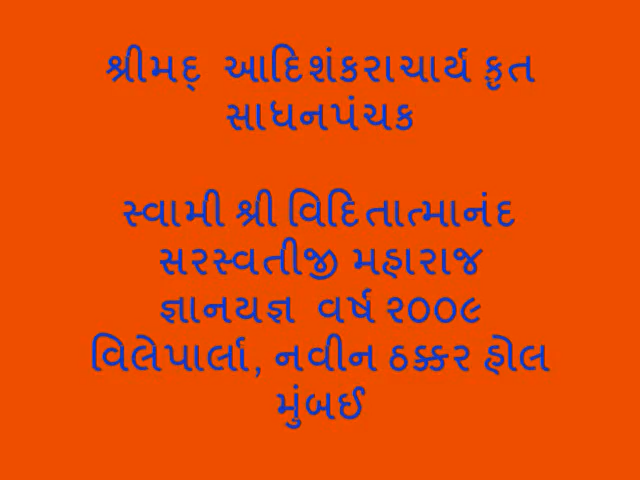 શ્રીમદ્ આદિશંકરાચાર્ય કૃત
સાધનપંચક
સ્વામી શ્રી વિદિતાત્માનંદ
સરસ્વતીજી મહારાજ
જ્ઞાનયજ્ઞ વર્ષ ૨૦૦૯
વિલેપાર્લા, નવીન ઠક્કર હોલ
મુંબઈ